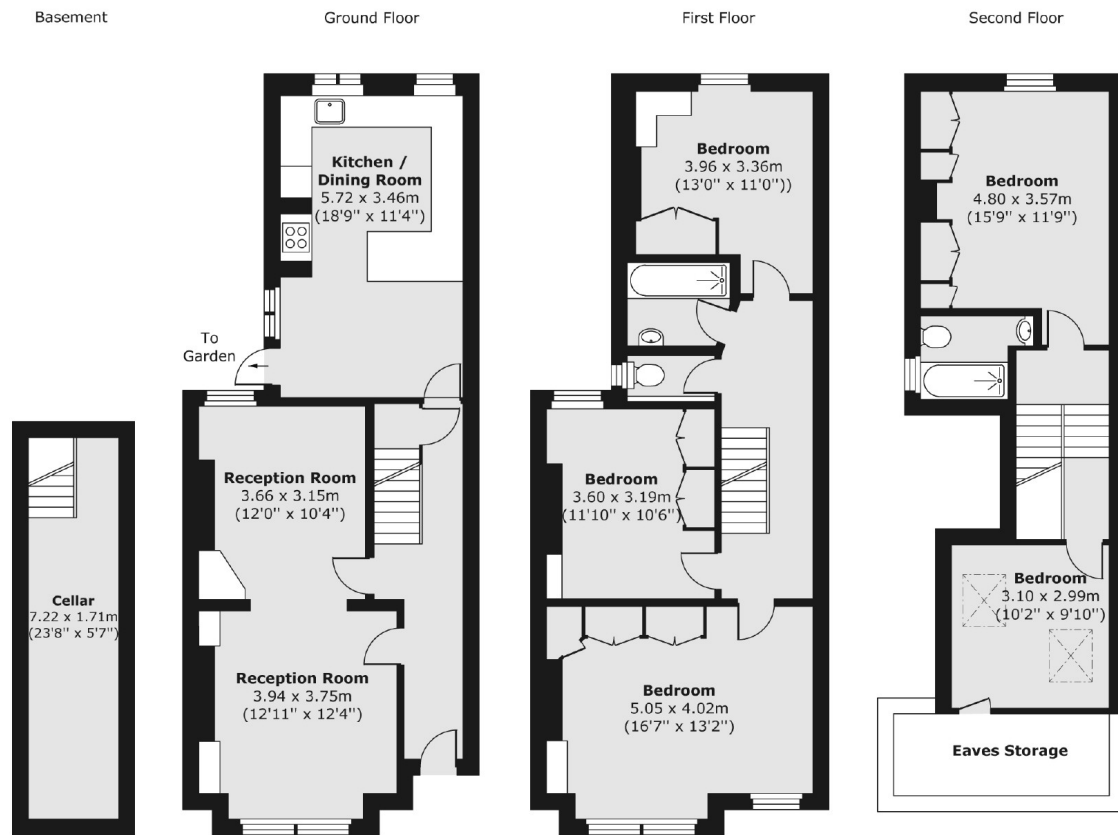 Basement
Ground Floor
First Floor
Second Floor
Kitchen /
Dining Room
5.72 x 3.46m
(18'9" x 11'4")
To
Garden
Reception Room
3.66 x 3.15m
(12'0" x 10'4")
Reception Room
3.94 x 3.75m
(12'11" x 12'4")
Cellar
7.22 x 1.71m
(23'8" x 5'7")
Bedroom
3.96 x 3.36m
(13'0" x 11'0"))
Bedroom
3.60 x 3.19m
(11'10" x 10'6")
Bedroom
5.05 x 4.02m
(16'7" x 13'2")
Bedroom
4.80 x 3.57m
(15'9" x 11'9")
Bedroom
3.10 x 2.99m
(10'2" x 9'10")
Eaves Storage